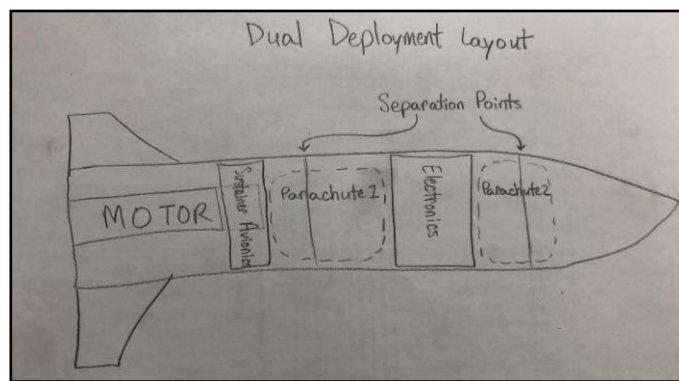 Dual Deployment Layout
Separation Points
MOTOR
Sustainer Avionics
Parachute 1
Electronics
Parachute 2